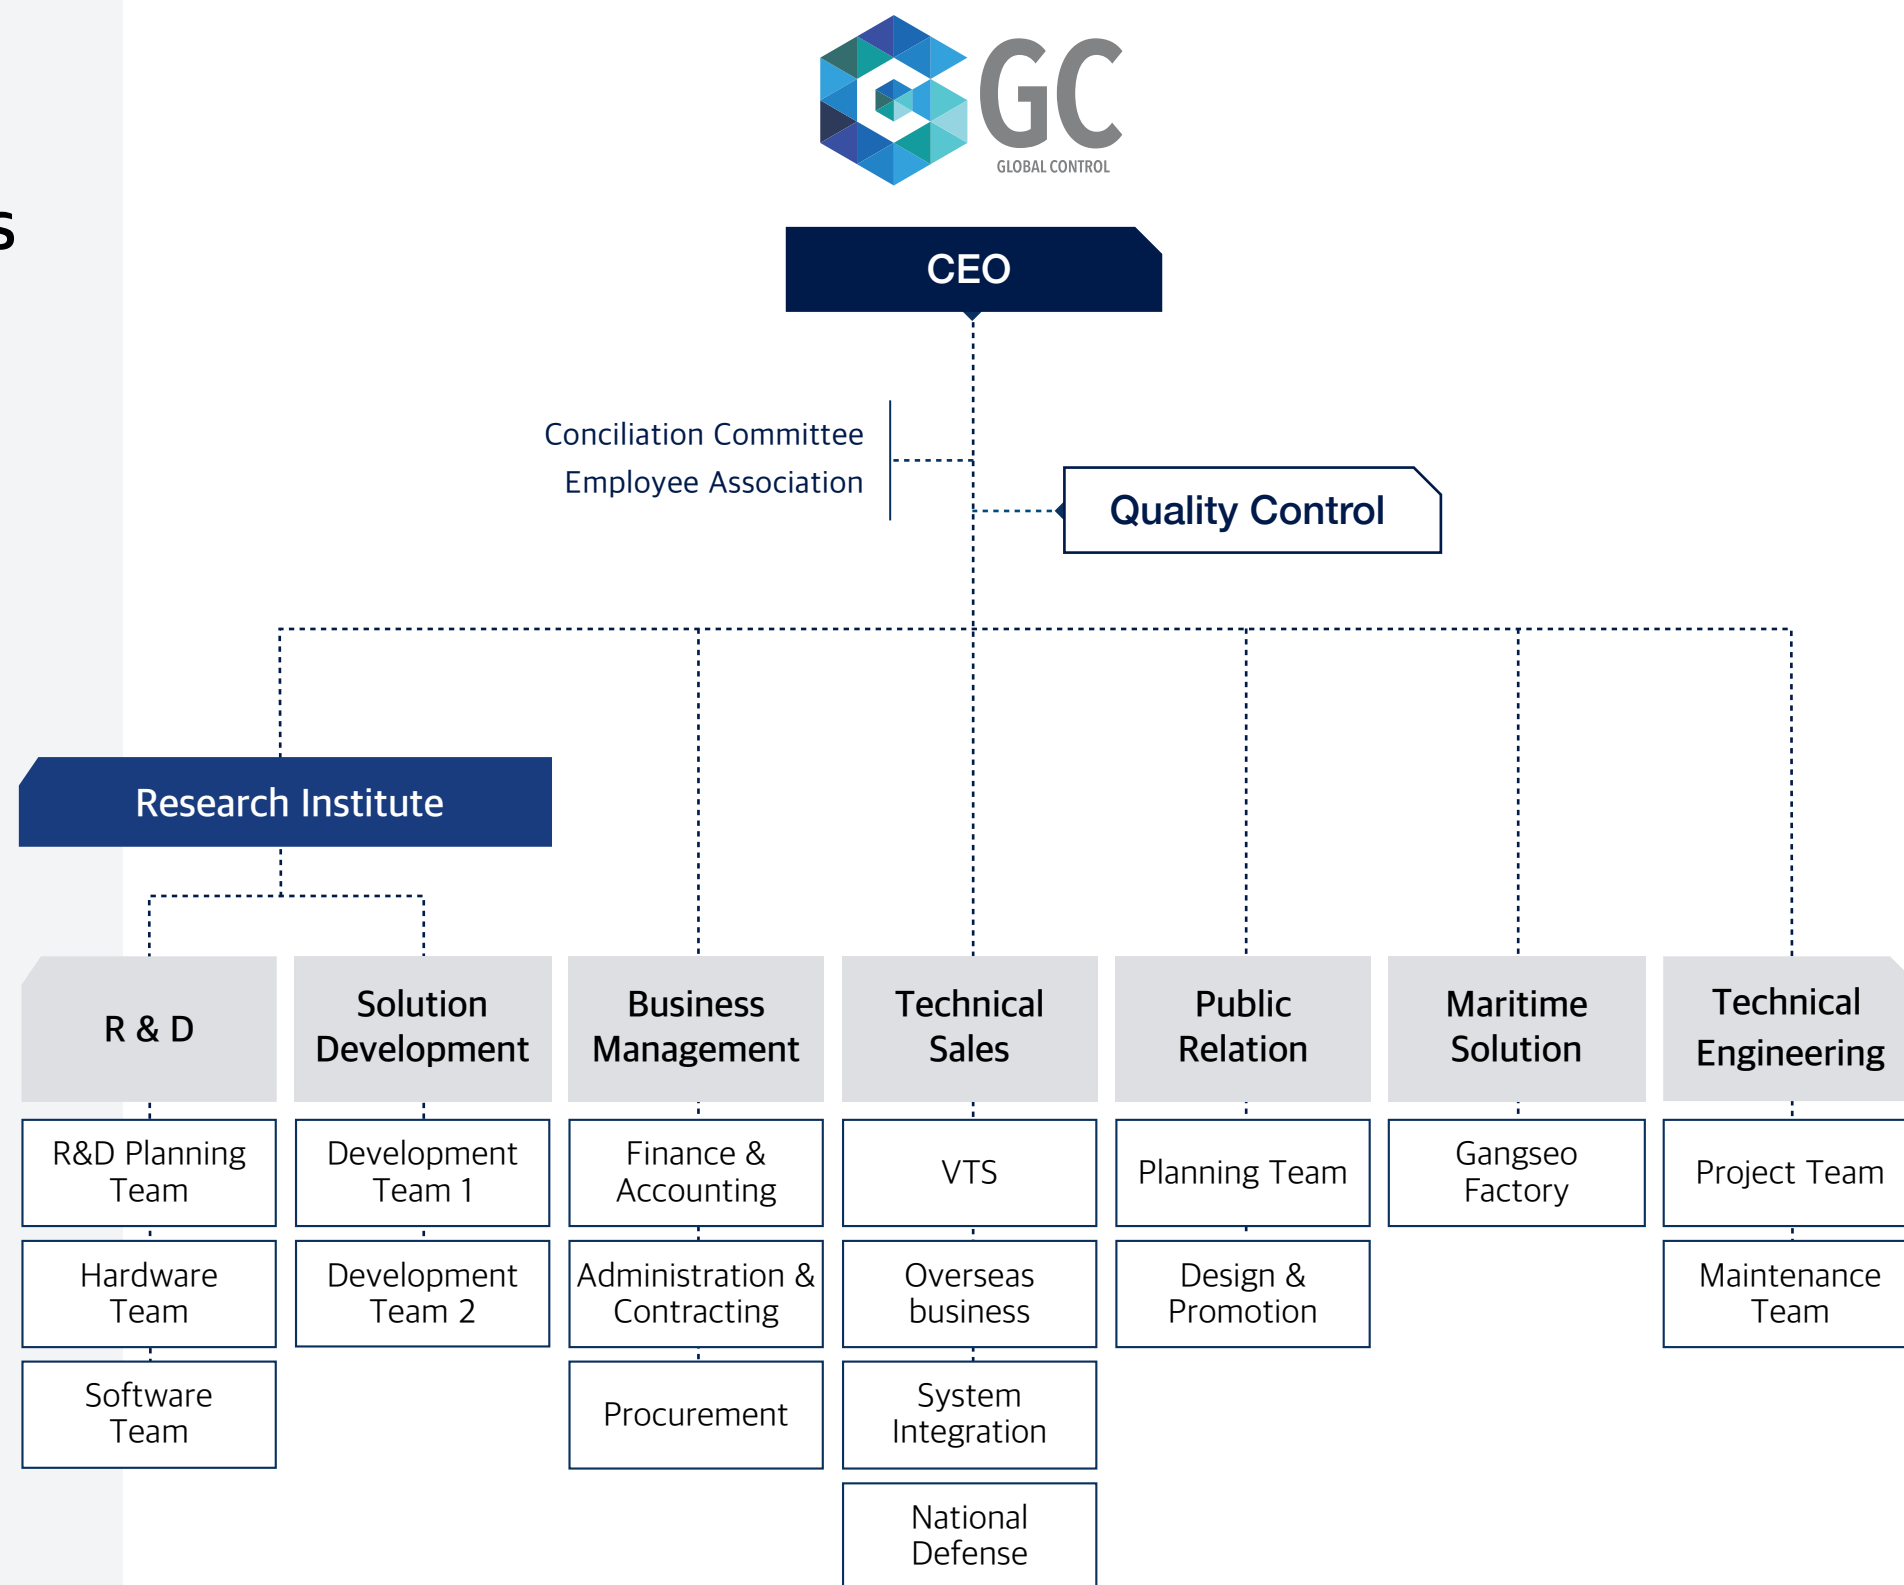 GC
GLOBAL CONTROL
s
CEO
Conciliation Committee
Employee Association
Quality Control
Research Institute
R & D
Solution
Development
Business
Management
Technical
Sales
Public
Relation
Maritime
Solution
Technical
Engineering
R&D Planning
Team
Development
Team 1
Finance &
Accounting
VTS
Planning Team
Gangseo
Factory
Project Team
Hardware
Team
Development
Team 2
Administration &
Contracting
Overseas
business
Design &
Promotion
Maintenance
Team
Software
Team
Procurement
System
Integration
National
Defense